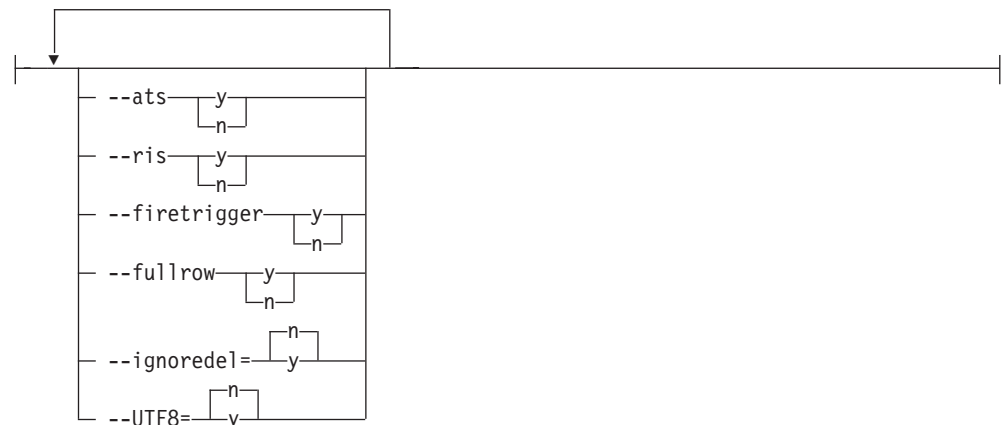 --ats y
n
--ris y
n
--firetrigger y
n
--fullrow y
n
n
--ignoredel= y
n
--UTF8= y